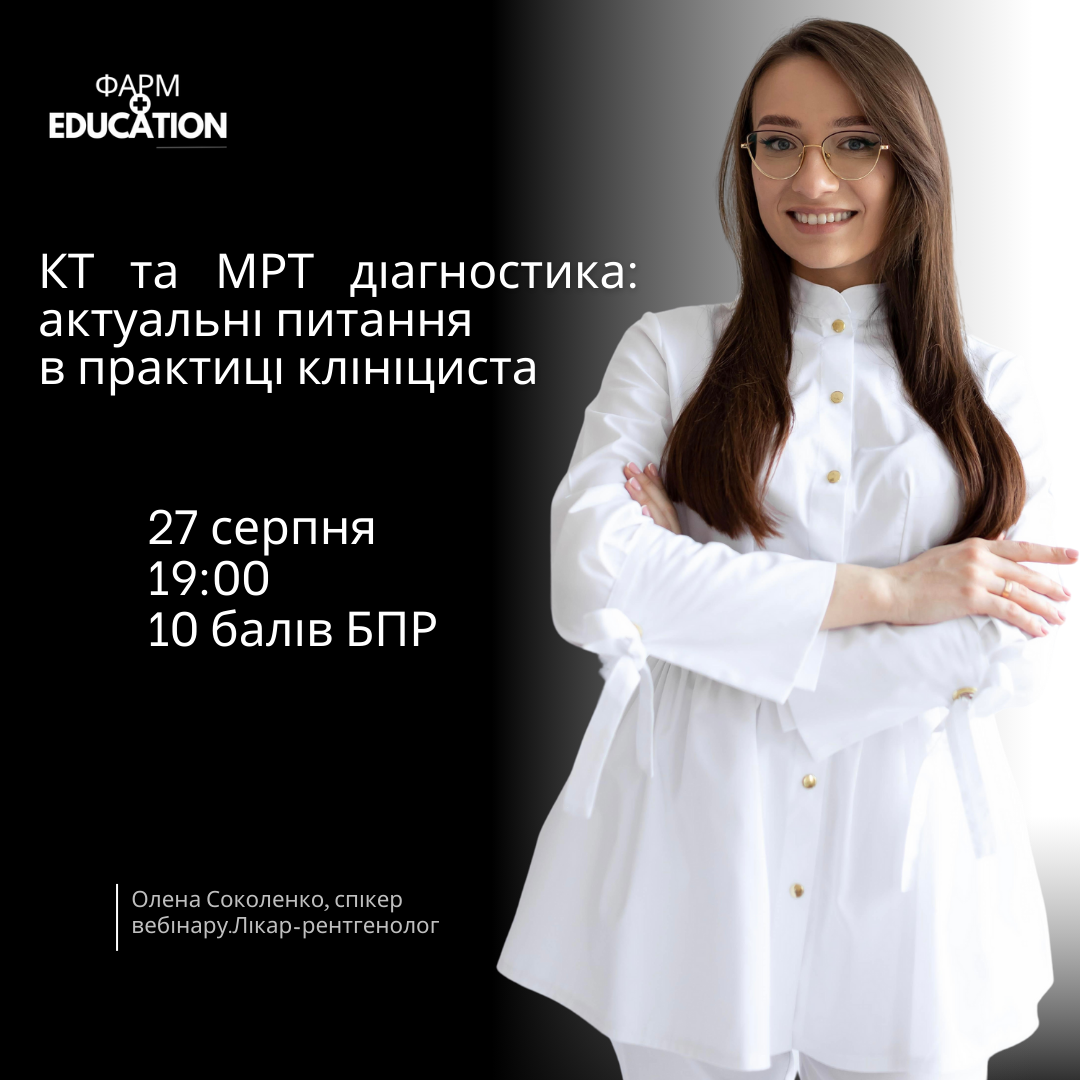 ФАРМ
EDUCATION
КТ та МРТ діагностика:
актуальні питання
в практиці клініциста
27 серпня
19:00
10 балів БПР
Олена Соколенко, спікер
вебінару.Лікар-рентгенолог